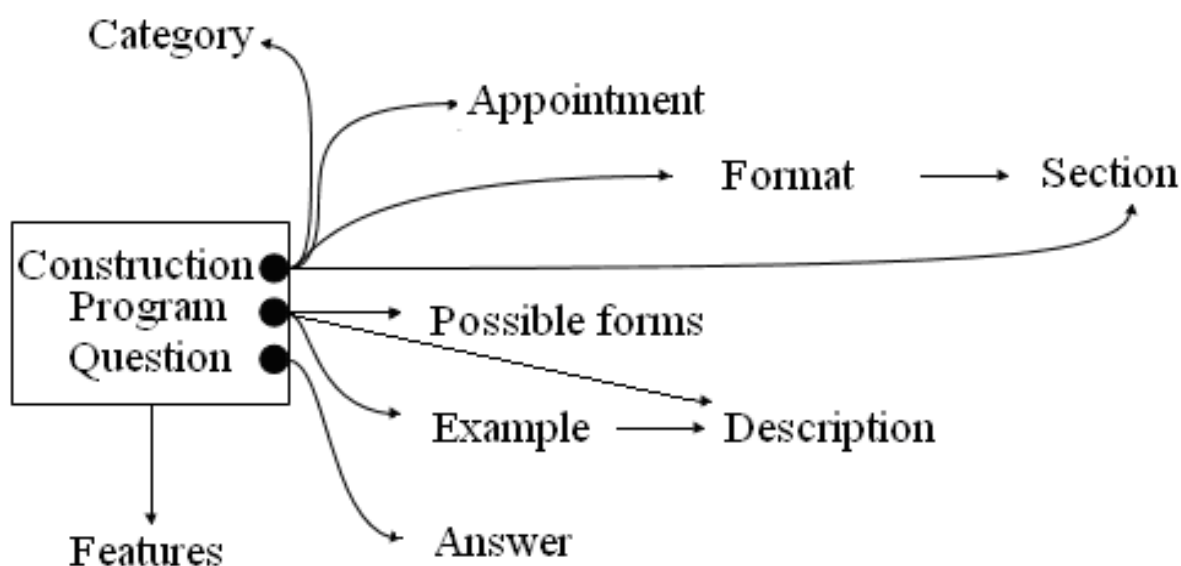 Category
Appointment
Format
Section
Construction
Program
Possible forms
Question
Example
Description
Answer
Features